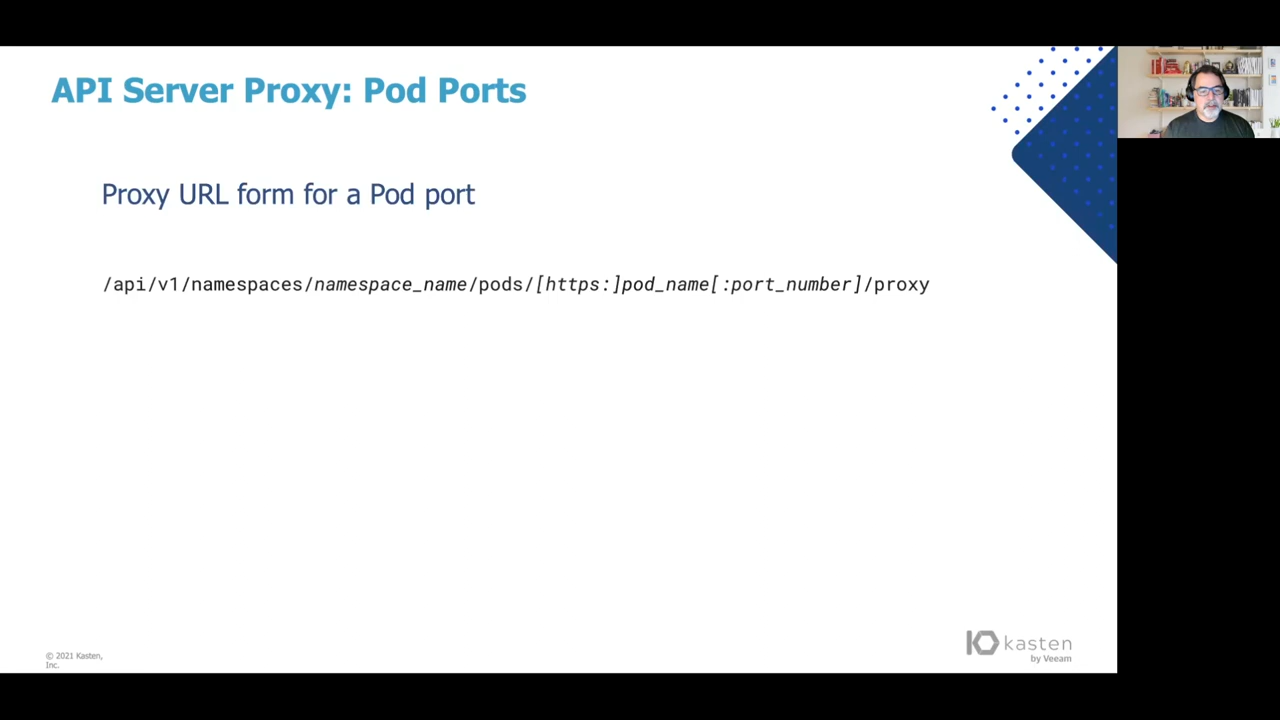 API Server Proxy: Pod Ports
Proxy URL form for a Pod port
/api/v1/namespaces/namespace_name/pods/[https:]pod_name[:port_number]/proxy
© 2021 Kasten,
Inc.
kasten
by Veeam